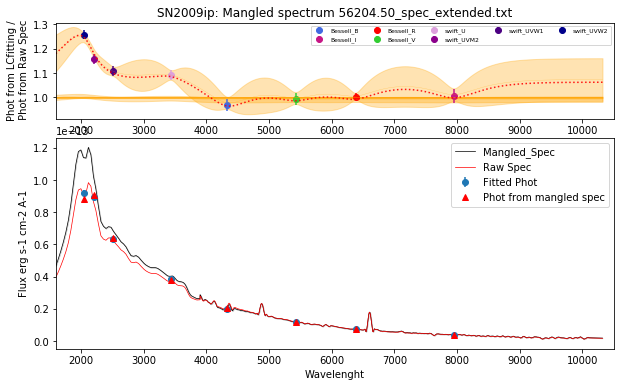 SN2009ip: Mangled spectrum 56204.50_spec_extended.txt
Phot from LCfitting /
Phot from Raw Spec
1.3
1.2
1.1
1.0
Bessell_B
Bessell_I
Bessell_R
Bessell_V
swift_U
swift_UVM2
swift_UVW1
swift_UVW2
2000 3000 4000 5000 6000 7000 8000 9000 10000
1e−13
Flux erg s-1 cm-2 A-1
1.2
1.0
0.8
0.6
0.4
0.2
0.0
Mangled_Spec
Raw Spec
Fitted Phot
Phot from mangled spec
2000 3000 4000 5000 6000 7000 8000 9000 10000
Wavelenght